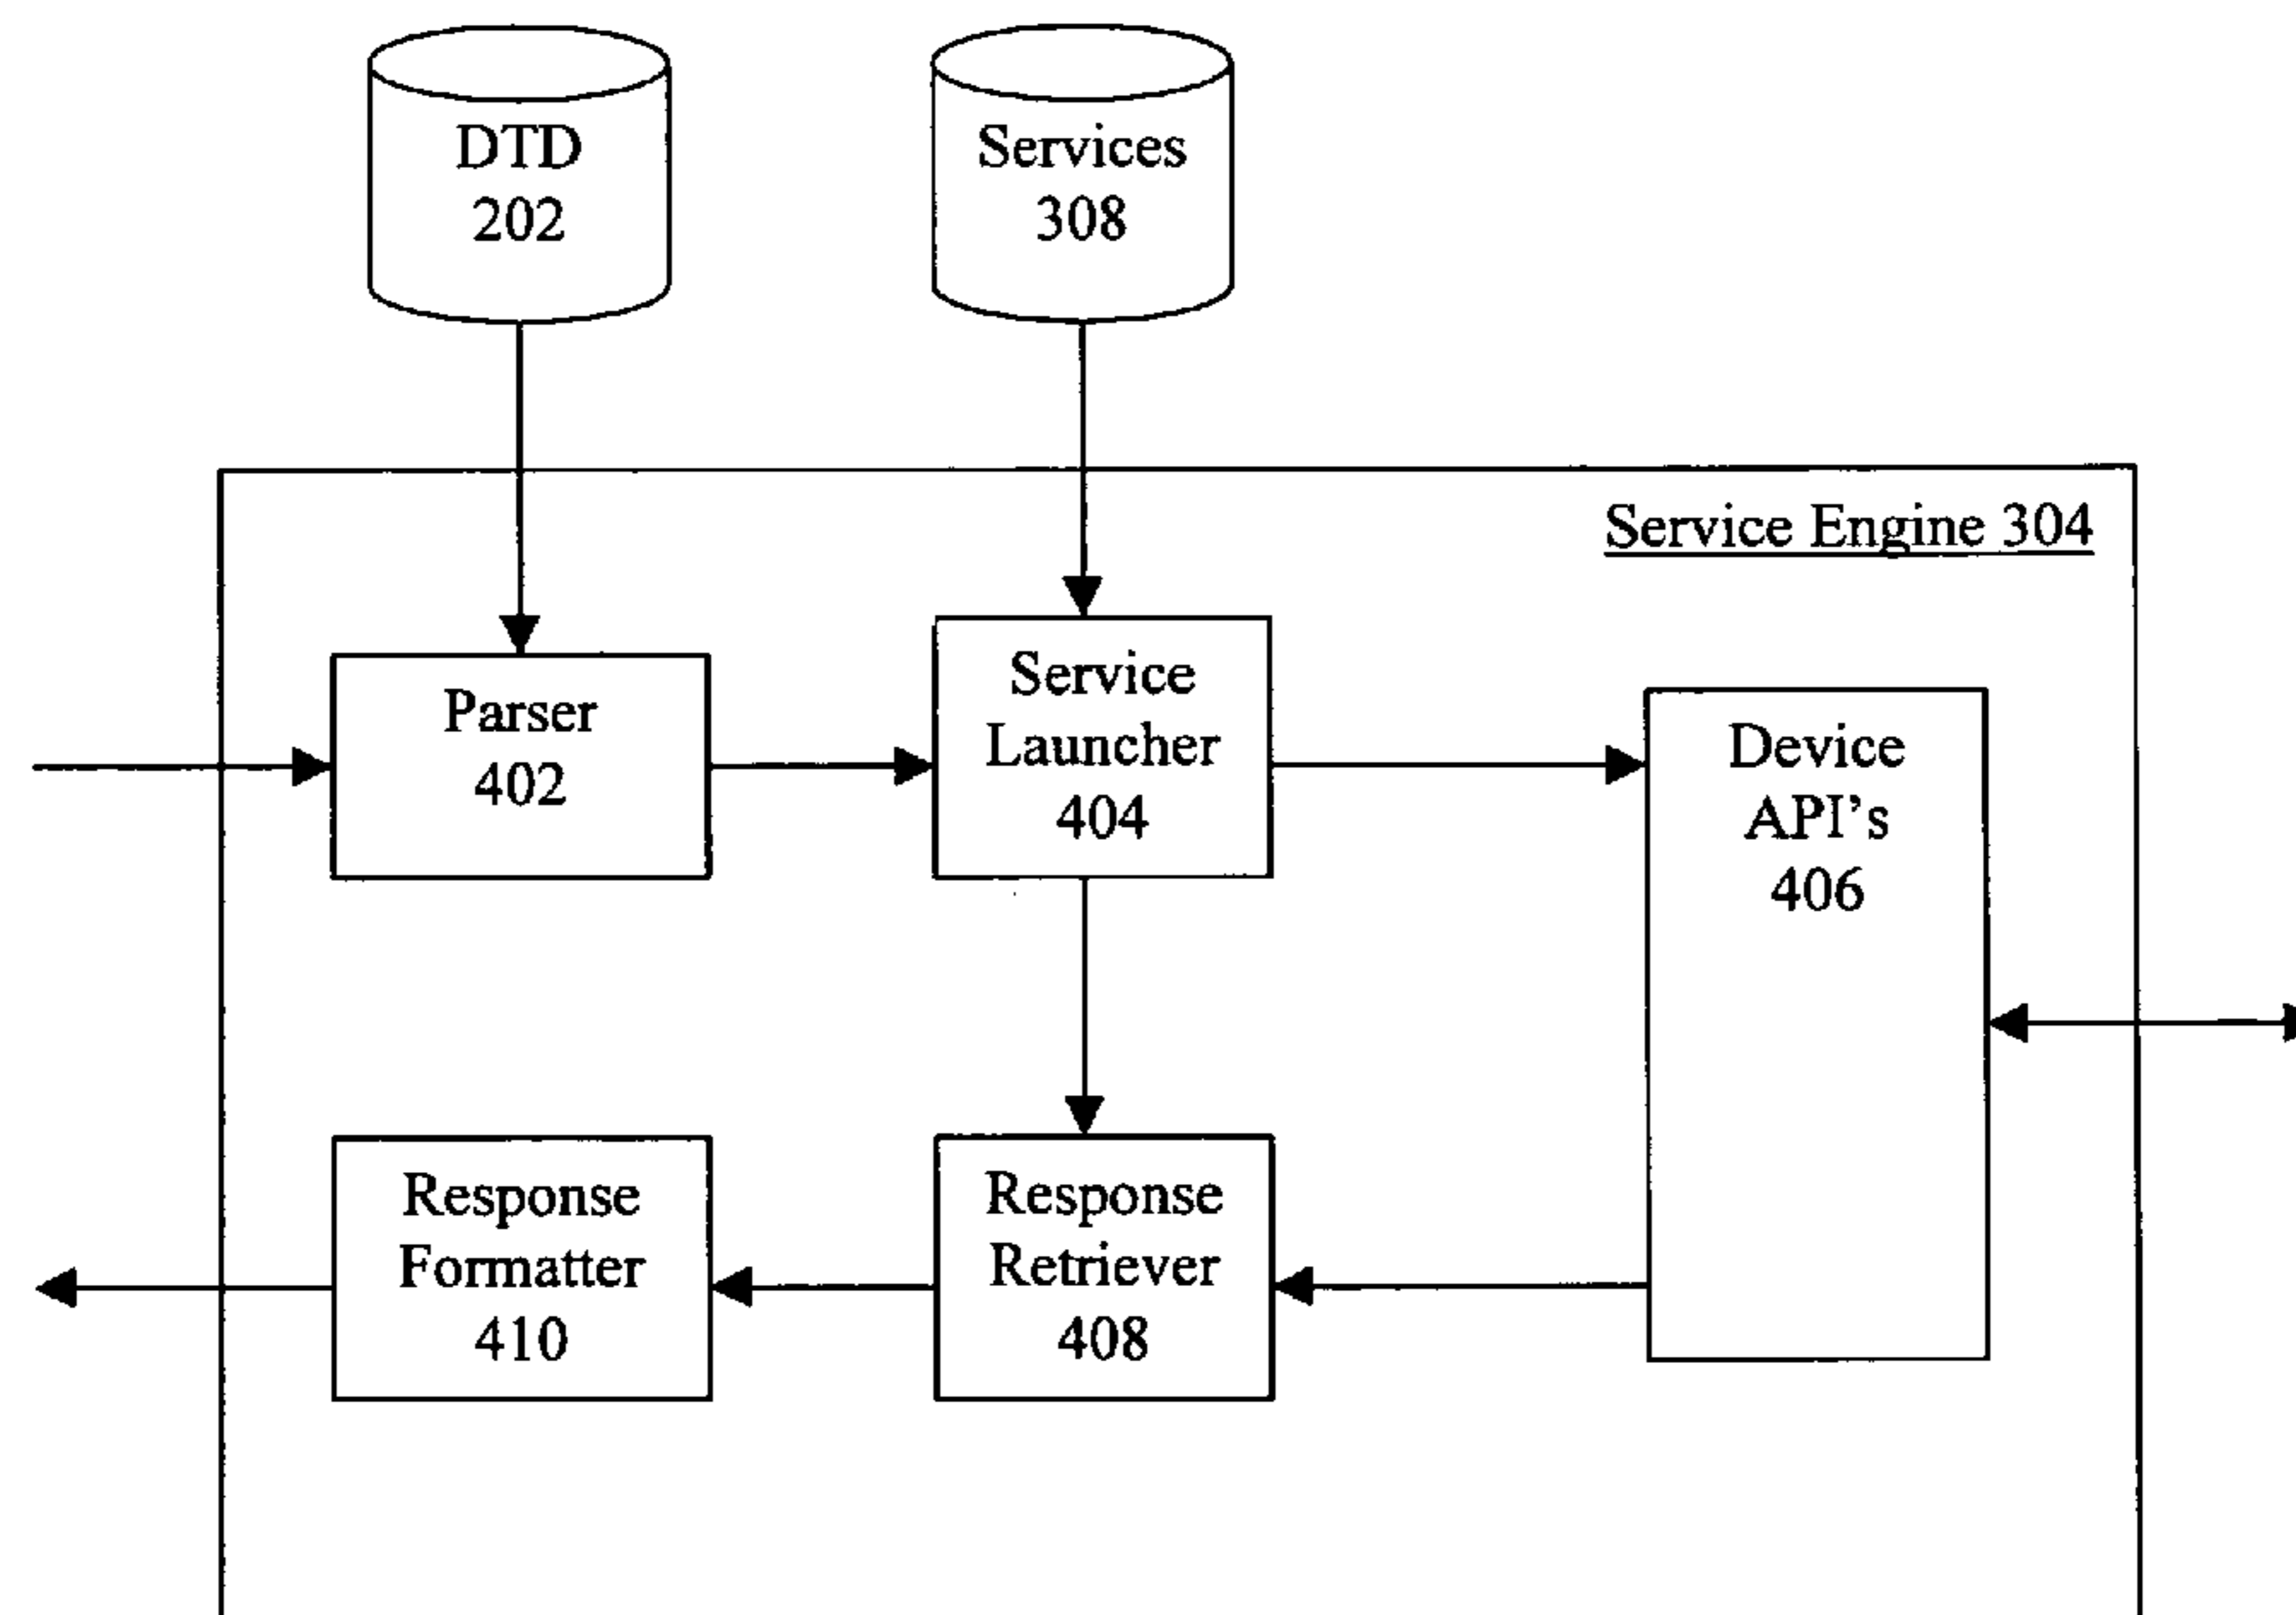 DTD
202
Services
308
Service Engine 304
Parser
402
Service
Launcher
404
Device
API's
406
Response
Formatter
410
Response
Retriever
408